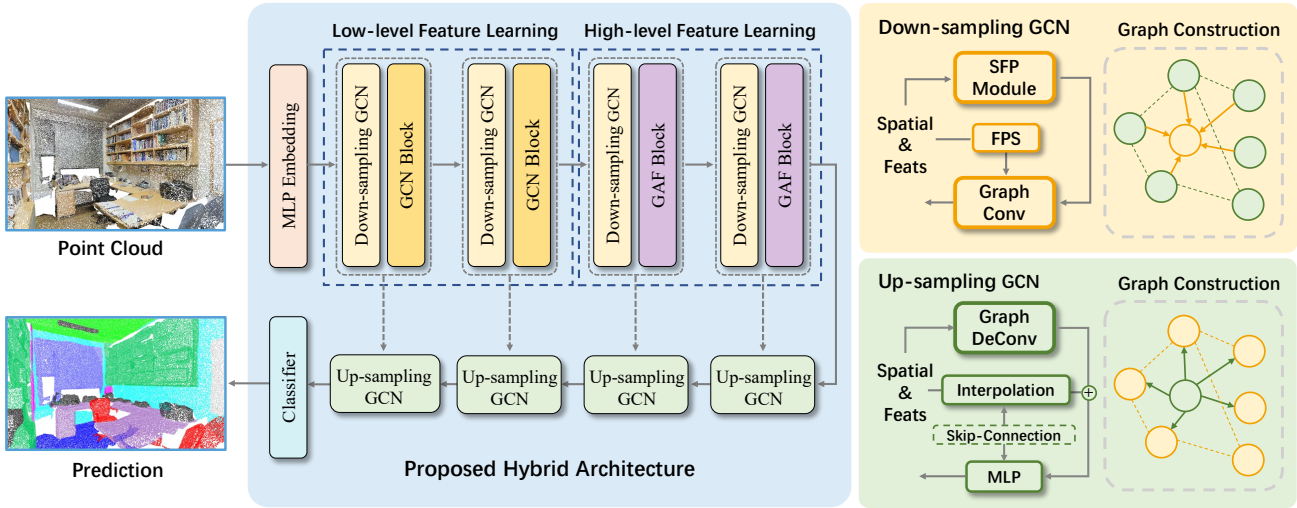 Low-level Feature Learning
High-level Feature Learning
Point Cloud
MLP Embedding
Down-sampling GCN
GCN Block
Down-sampling GCN
GCN Block
Down-sampling GCN
GAF Block
Down-sampling GCN
GAF Block
Prediction
Classifier
Up-sampling
GCN
Up-sampling
GCN
Up-sampling
GCN
Up-sampling
GCN
Proposed Hybrid Architecture
Down-sampling GCN
Graph Construction
SFP
Module
Spatial
&
Feats
FPS
Graph
Conv
Up-sampling GCN
Graph Construction
Graph
DeConv
Spatial
&
Feats
Interpolation
+
Skip-Connection
MLP